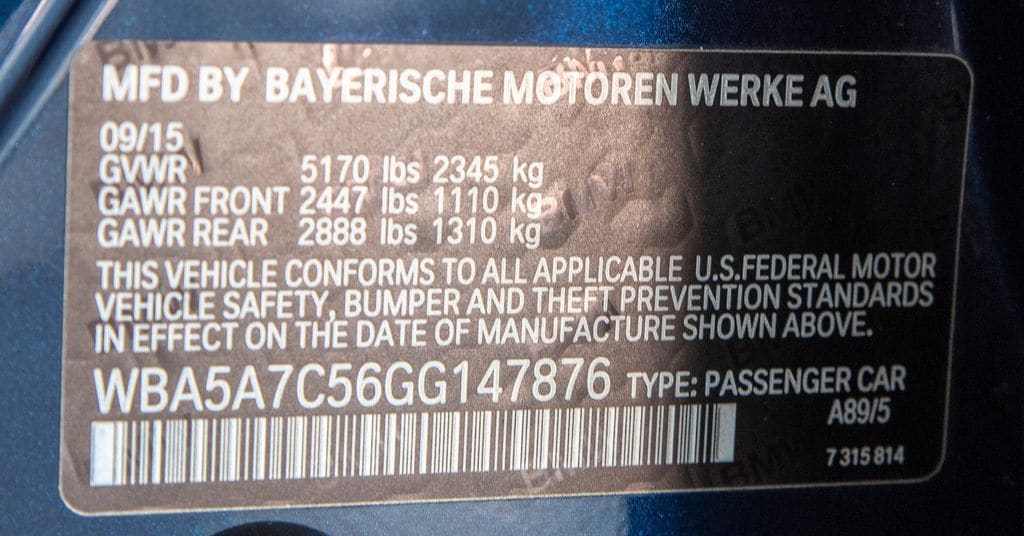 MFD BY BAYERISCHE MOTOREN WERKE AG
09/15
GVWR 5170 lbs 2345 kg
GAWR FRONT 2447 lbs 1110 kg
GAWR REAR 2888 lbs 1310 kg
THIS VEHICLE CONFORMS TO ALL APPLICABLE U.S.FEDERAL MOTOR
VEHICLE SAFETY, BUMPER AND THEFT PREVENTION STANDARDS
IN EFFECT ON THE DATE OF MANUFACTURE SHOWN ABOVE.
WBA5A7C56GG147876 TYPE: PASSENGER CAR
A89/5
7 315 814